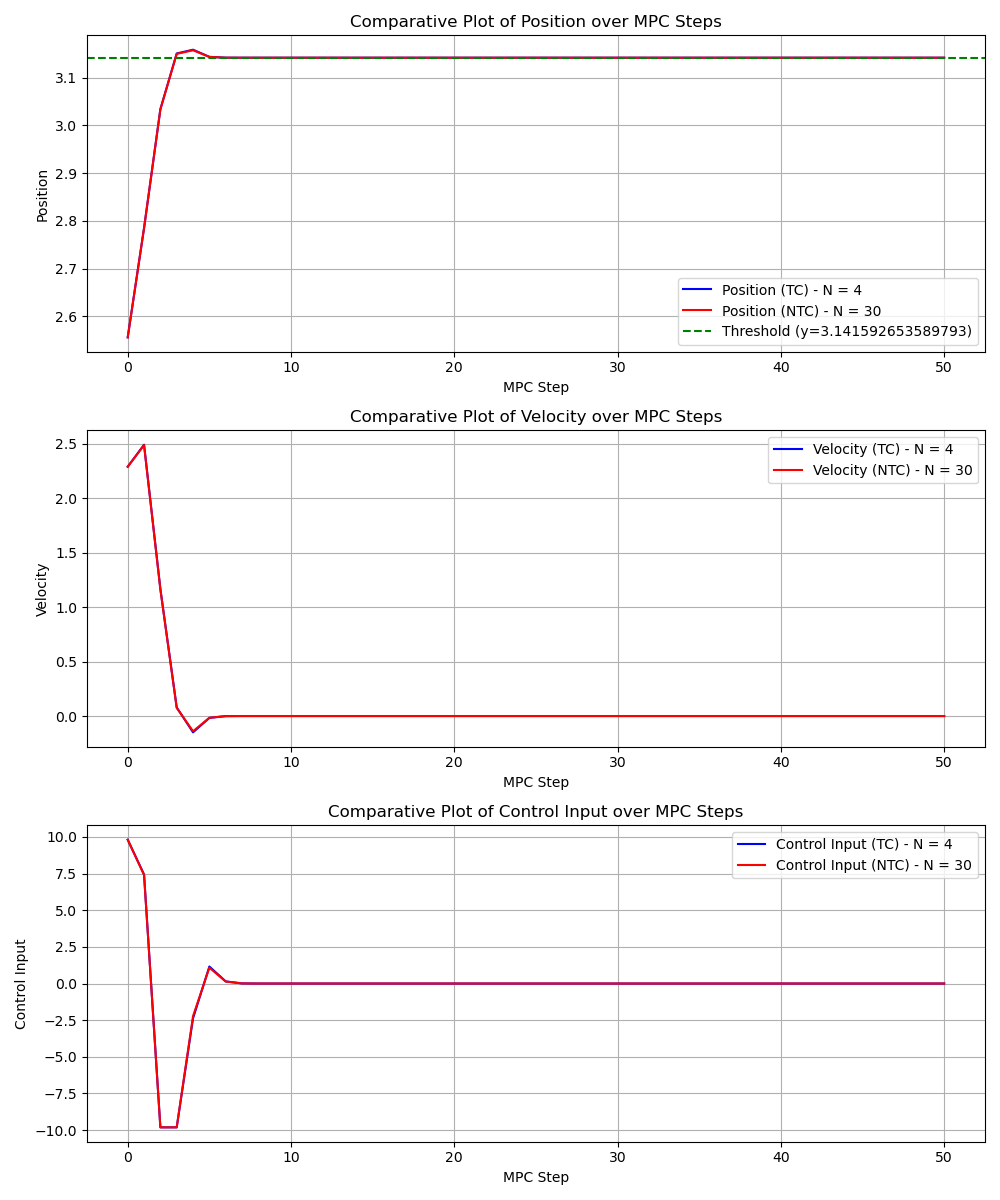 Comparative Plot of Position over MPC Steps
3.1
3.0
2.9
2.8
2.7
2.6
Position
Position (TC) - N = 4
Position (NTC) - N = 30
Threshold (y=3.141592653589793)
0 10 20 30 40 50
MPC Step
Comparative Plot of Velocity over MPC Steps
2.5
2.0
1.5
1.0
0.5
0.0
Velocity
Velocity (TC) - N = 4
Velocity (NTC) - N = 30
0 10 20 30 40 50
MPC Step
Comparative Plot of Control Input over MPC Steps
10.0
7.5
5.0
2.5
0.0
−2.5
−5.0
−7.5
−10.0
Control Input
Control Input (TC) - N = 4
Control Input (NTC) - N = 30
0 10 20 30 40 50
MPC Step